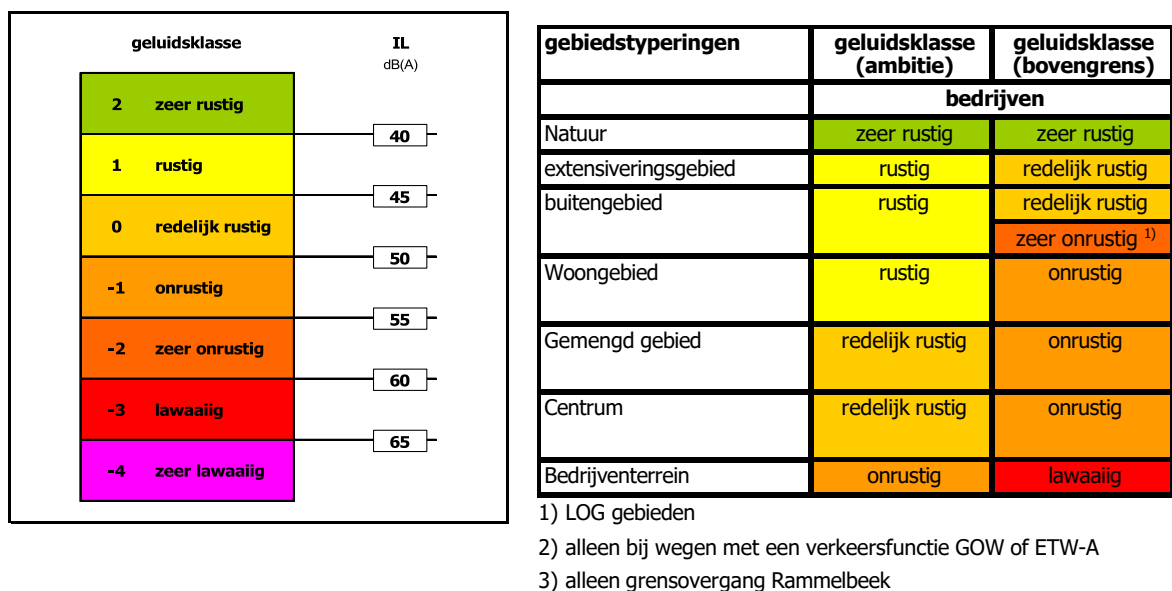 geluidsklasse IL
dB(A)
2 zeer rustig
40
1 rustig
45
0 redelijk rustig
50
-1 onrustig
55
-2 zeer onrustig
60
-3 lawaaiig
65
-4 zeer lawaaiig
gebiedstyperingen geluidsklasse (ambitie) geluidsklasse (bovengrens)
bedrijven
Natuur zeer rustig zeer rustig
extensiveringsgebied rustig redelijk rustig
buitengebied rustig redelijk rustig
zeer onrustig 1)
Woongebied rustig onrustig
Gemengd gebied redelijk rustig onrustig
Centrum redelijk rustig onrustig
Bedrijventerrein onrustig lawaaiig
1) LOG gebieden
2) alleen bij wegen met een verkeersfunctie GOW of ETW-A
3) alleen grensovergang Rammelbeek